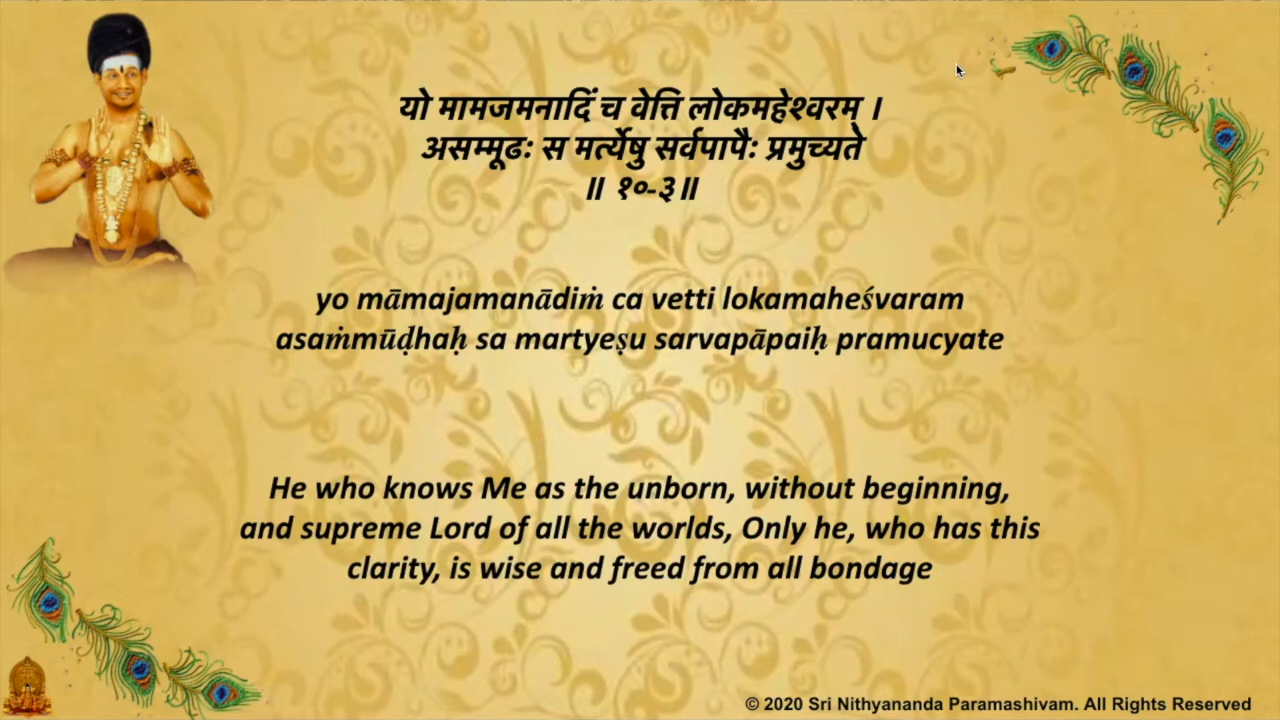 यो मामजमनादिं च वेत्ति लोकमहेश्वरम् ।
असम्मूढः स मर्त्येषु सर्वपापैः प्रमुच्यते
॥ १०-३॥
yo māmajamanādiṁ ca vetti lokamaheśvaram
asaṁmūḍhaḥ sa martyeṣu sarvapāpaiḥ pramucyate
He who knows Me as the unborn, without beginning,
and supreme Lord of all the worlds, Only he, who has this
clarity, is wise and freed from all bondage
© 2020 Sri Nithyananda Paramashivam. All Rights Reserved